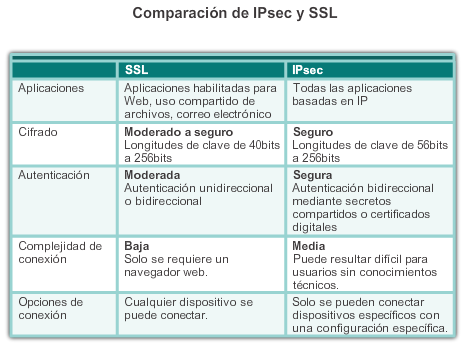 Comparación de IPsec y SSL
SSL
IPsec
Aplicaciones
Aplicaciones habilitadas para
Web, uso compartido de
archivos, correo electrónico
Todas las aplicaciones
basadas en IP
Cifrado
Moderado a seguro
Longitudes de clave de 40bits
a 256bits
Seguro
Longitudes de clave de 56bits
a 256bits
Autenticación
Moderada
Autenticación unidireccional
o bidireccional
Segura
Autenticación bidireccional
mediante secretos
compartidos o certificados
digitales
Complejidad de
conexión
Baja
Solo se requiere un
navegador web.
Media
Puede resultar difícil para
usuarios sin conocimientos
técnicos.
Opciones de
conexión
Cualquier dispositivo se
puede conectar.
Solo se pueden conectar
dispositivos específicos con
una configuración específica.